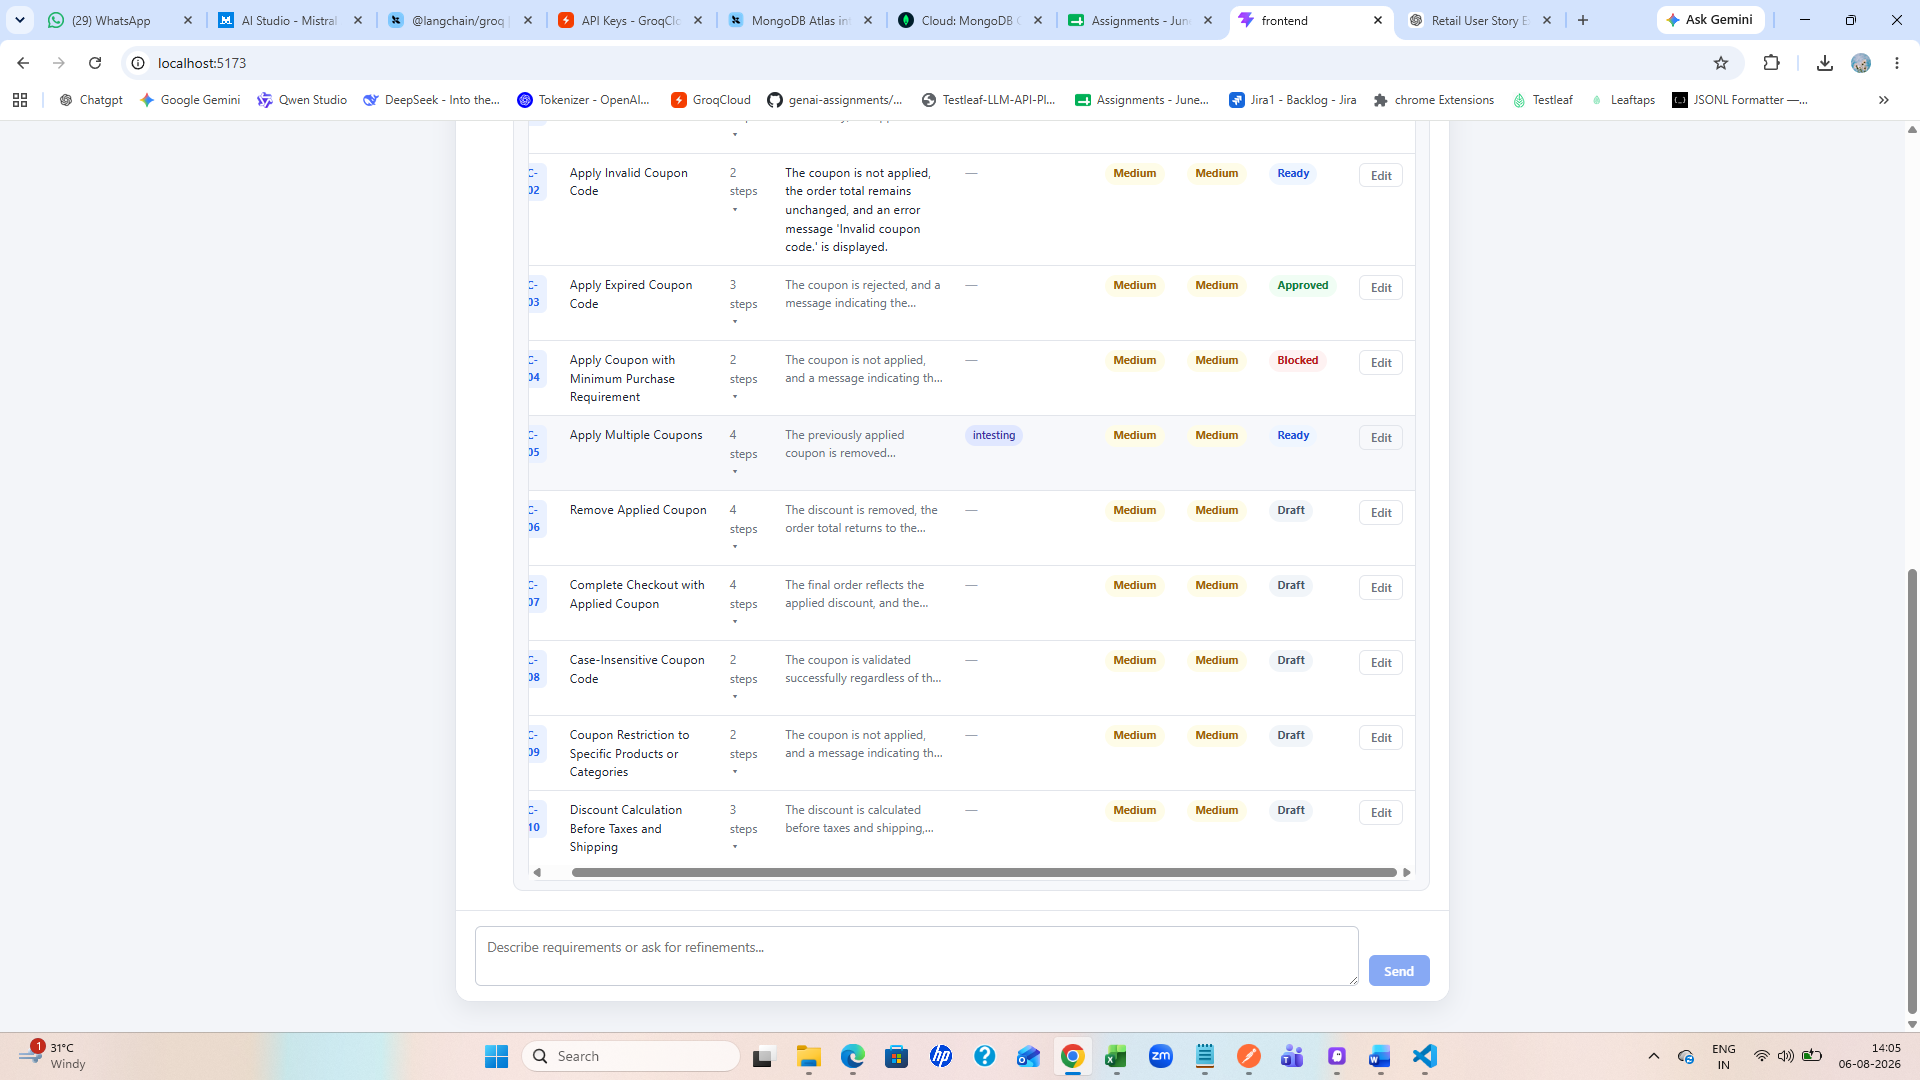 (29) WhatsApp
AI Studio - Mistral
@langchain/groq
API Keys - GroqClo
MongoDB Atlas in
Cloud: MongoDB C
Assignments - June
frontend
Retail User Story E
Ask Gemini
localhost:5173
Chatgpt
Google Gemini
Qwen Studio
DeepSeek - Into the...
Tokenizer - OpenAI...
GroqCloud
genai-assignments/...
Testleaf-LLM-API-Pl...
Assignments - June...
Jira1 - Backlog - Jira
chrome Extensions
Testleaf
Leaftaps
JSONL Formatter —...
C-
02
Apply Invalid Coupon
Code
2
steps
The coupon is not applied,
the order total remains
unchanged, and an error
message 'Invalid coupon
code.' is displayed.
—
Medium
Medium
Ready
Edit
C-
03
Apply Expired Coupon
Code
3
steps
The coupon is rejected, and a
message indicating the...
—
Medium
Medium
Approved
Edit
C-
04
Apply Coupon with
Minimum Purchase
Requirement
2
steps
The coupon is not applied,
and a message indicating th...
—
Medium
Medium
Blocked
Edit
C-
05
Apply Multiple Coupons
4
steps
The previously applied
coupon is removed...
intesting
Medium
Medium
Ready
Edit
C-
06
Remove Applied Coupon
4
steps
The discount is removed, the
order total returns to the...
—
Medium
Medium
Draft
Edit
C-
07
Complete Checkout with
Applied Coupon
4
steps
The final order reflects the
applied discount, and the...
—
Medium
Medium
Draft
Edit
C-
08
Case-Insensitive Coupon
Code
2
steps
The coupon is validated
successfully regardless of th...
—
Medium
Medium
Draft
Edit
C-
09
Coupon Restriction to
Specific Products or
Categories
2
steps
The coupon is not applied,
and a message indicating th...
—
Medium
Medium
Draft
Edit
C-
10
Discount Calculation
Before Taxes and
Shipping
3
steps
The discount is calculated
before taxes and shipping,...
—
Medium
Medium
Draft
Edit
Describe requirements or ask for refinements...
Send
1
31°C
Windy
Search
ENG
IN
14:05
06-08-2026